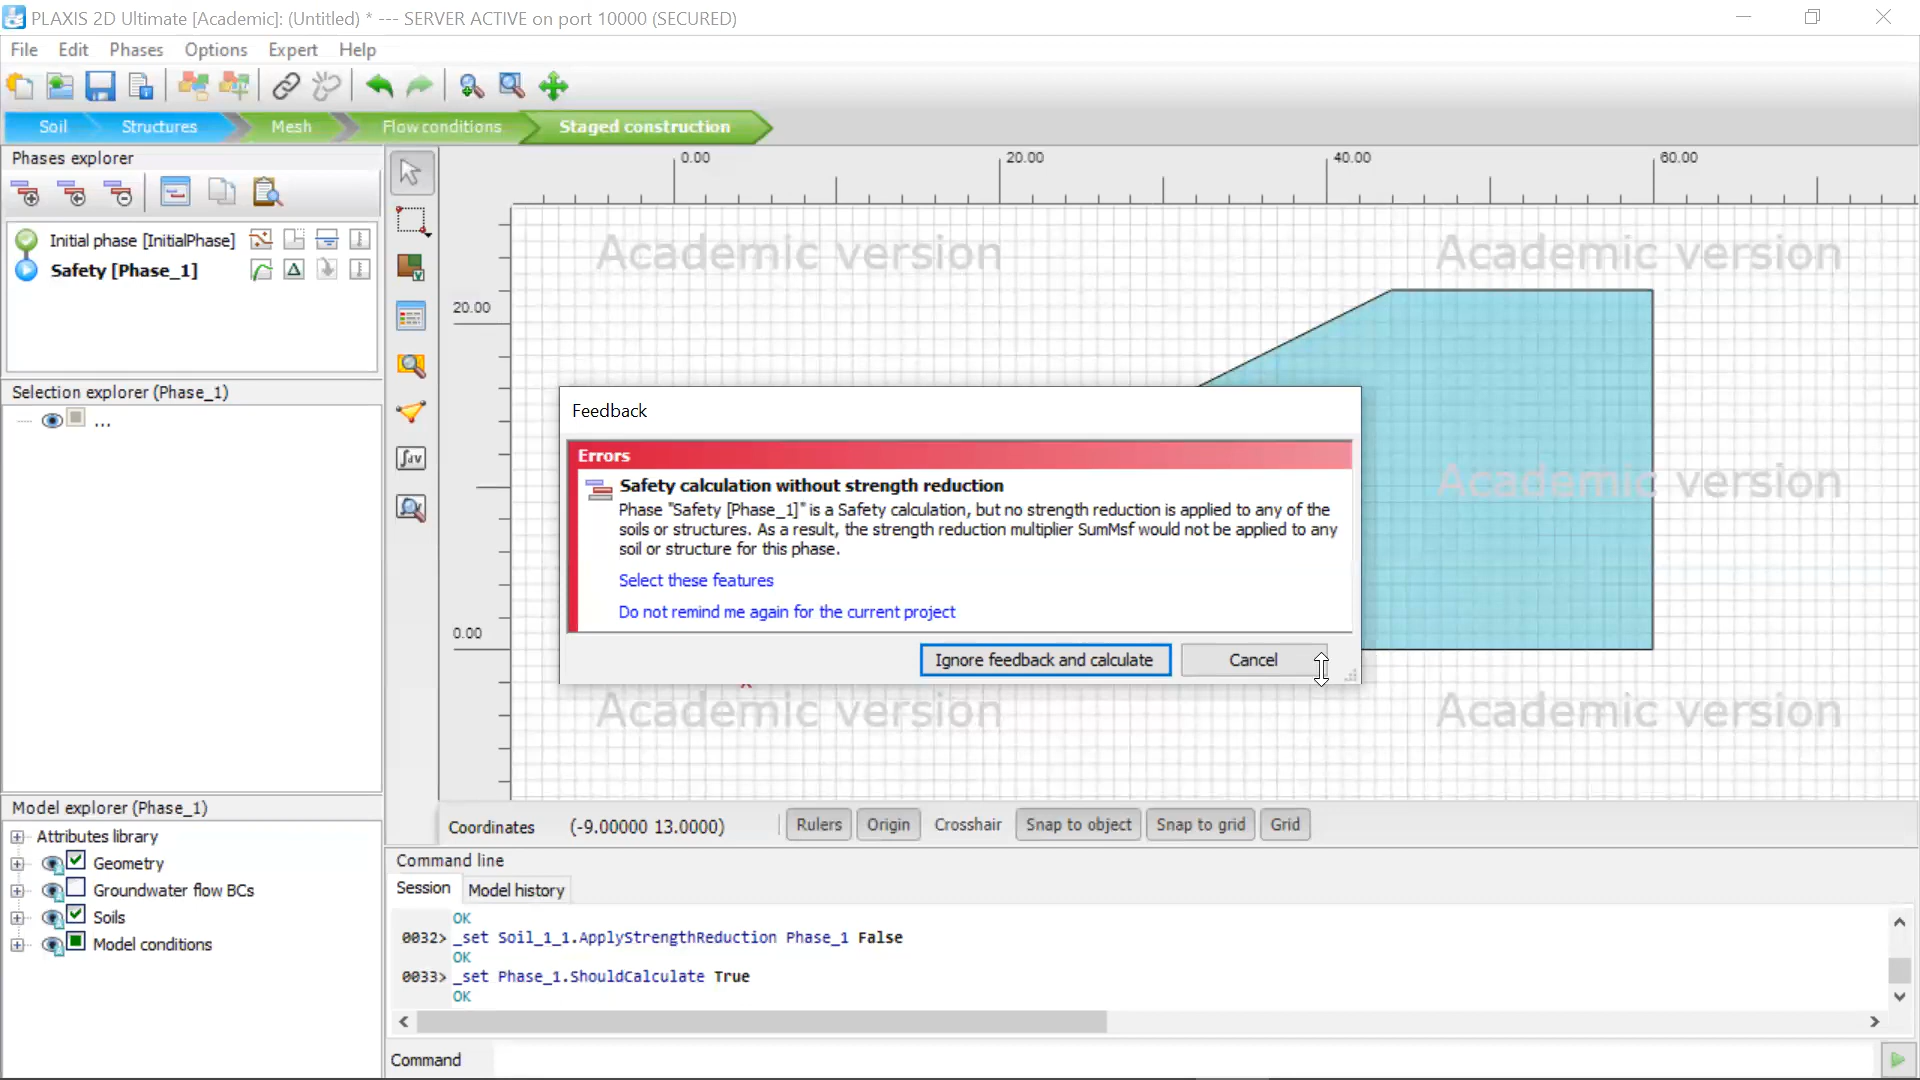 PLAXIS 2D Ultimate [Academic]: (Untitled) * --- SERVER ACTIVE on port 10000 (SECURED)
File Edit Phases Options Expert Help
Soil Structures Mesh Flow conditions Staged construction
Phases explorer
Initial phase [InitialPhase]
Safety [Phase_1]
Selection explorer (Phase_1)
...
Model explorer (Phase_1)
Attributes library
Geometry
Groundwater flow BCs
Soils
Model conditions
0.00 20.00 40.00 60.00
20.00
0.00
Academic version Academic version
Academic version
Academic version Academic version
Feedback
Errors
Safety calculation without strength reduction
Phase "Safety [Phase_1]" is a Safety calculation, but no strength reduction is applied to any of the
soils or structures. As a result, the strength reduction multiplier SumMsf would not be applied to any
soil or structure for this phase.
Select these features
Do not remind me again for the current project
Ignore feedback and calculate Cancel
Coordinates (-9.00000 13.0000) Rulers Origin Crosshair Snap to object Snap to grid Grid
Command line
Session Model history
OK
0032> _set Soil_1_1.ApplyStrengthReduction Phase_1 False
OK
0033> _set Phase_1.ShouldCalculate True
OK
Command